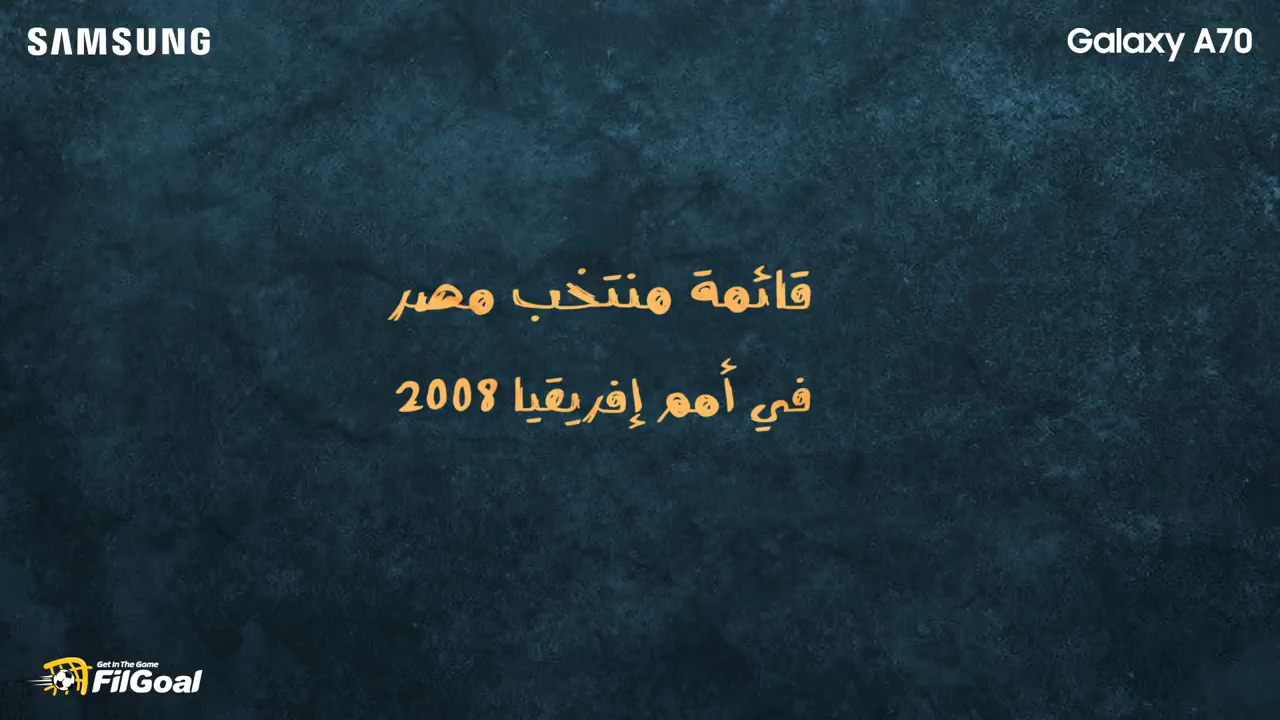 SAMSUNG
Galaxy A70
قائمة منتخب مصر
في أمم إفريقيا 2008
Get In The Game
FilGoal